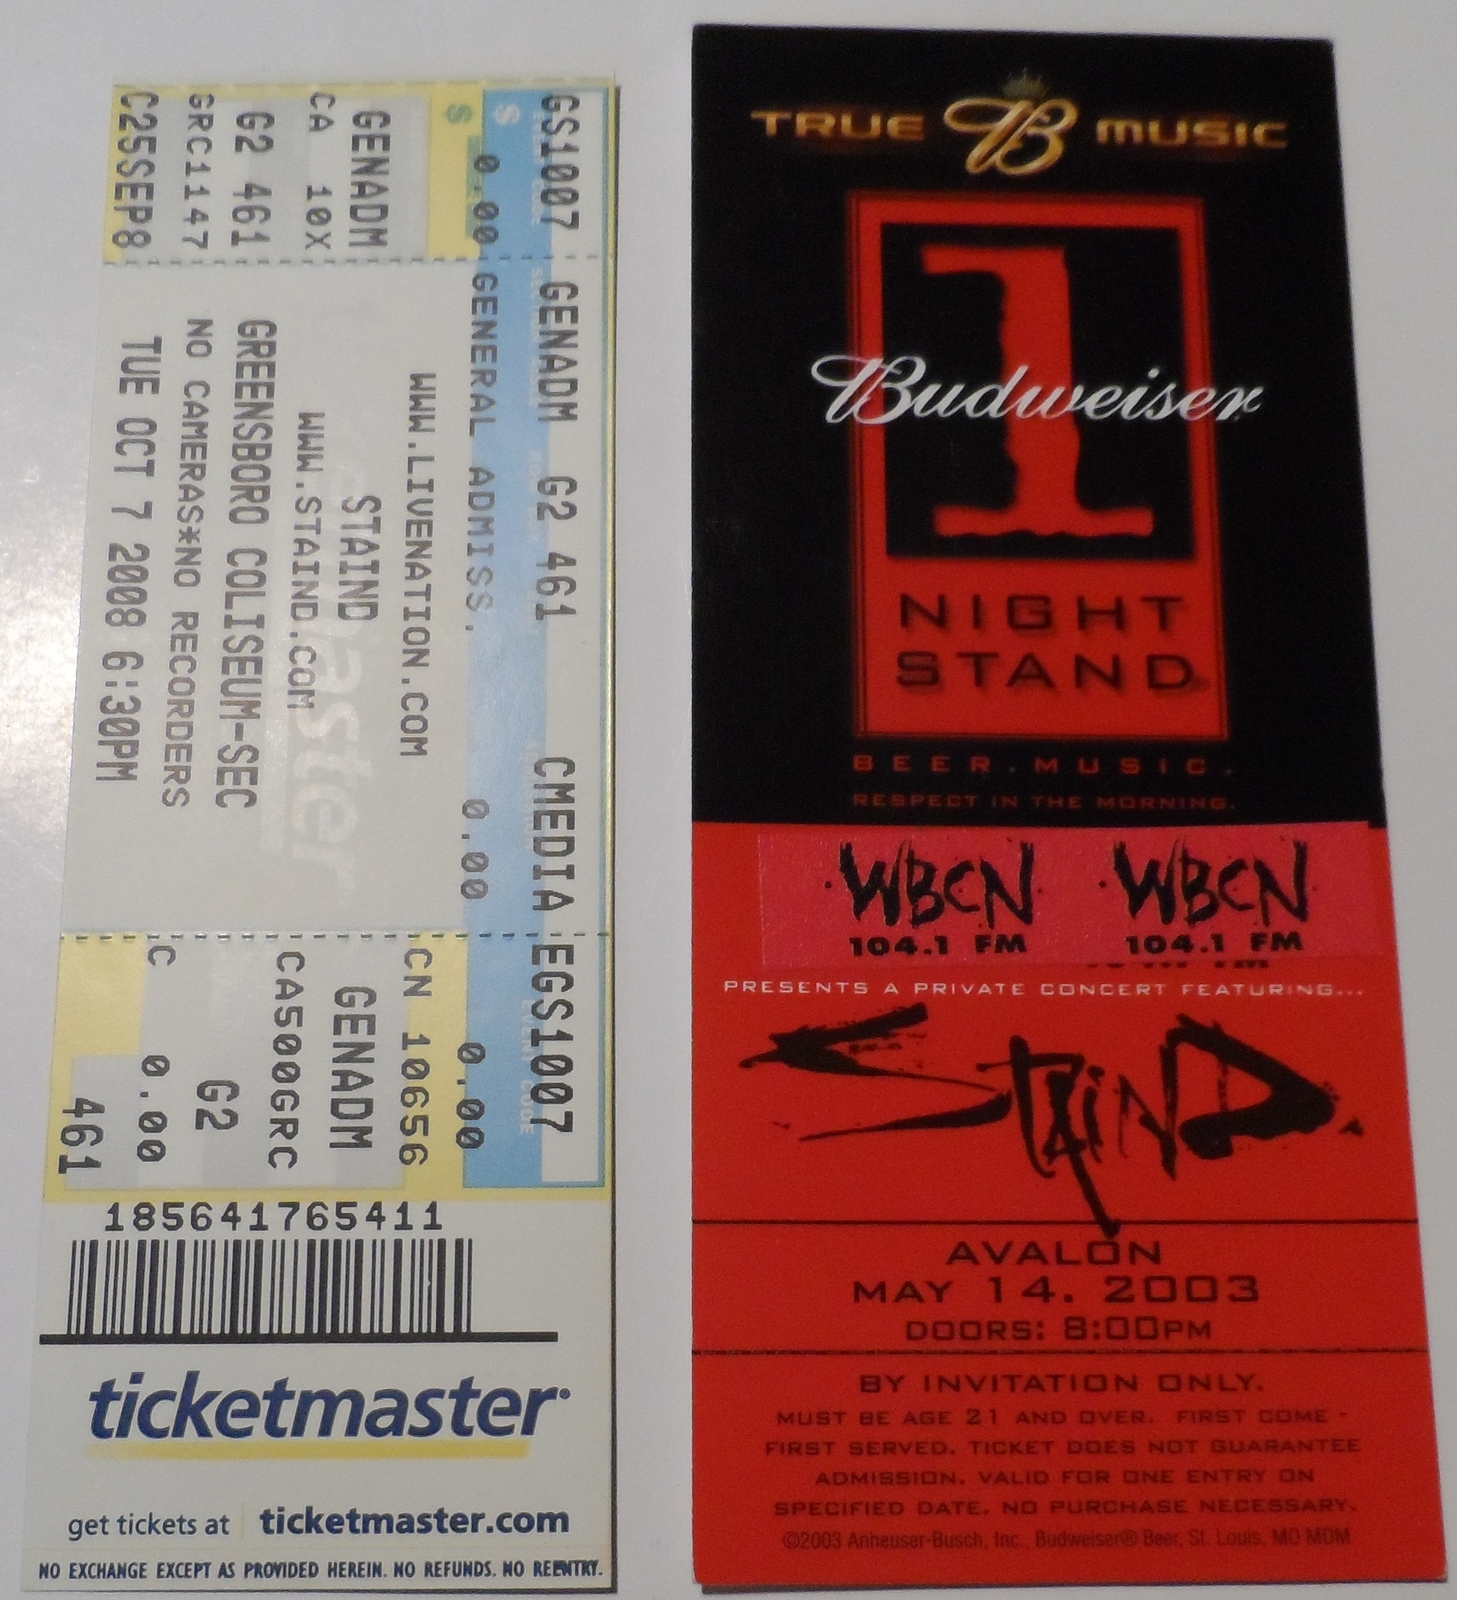 GS1007 GENADM G2 461 CMEDIA EGS1007
$ 0.00 GENERAL ADMISS. 0.00 0.00
$
WWW.LIVENATION.COM
GENADM STAIND
CA 10X WWW.STAIND.COM
G2 461 GREENSBORO COLISEUM-SEC
GRC1147 NO CAMERAS*NO RECORDERS
C25SEP8 TUE OCT 7 2008 6:30PM
CN 10656
GENADM
CA500GRC
G2
C 0.00
461
185641765411
ticketmaster
get tickets at ticketmaster.com
NO EXCHANGE EXCEPT AS PROVIDED HEREIN. NO REFUNDS. NO REENTRY.
TRUE B MUSIC
1
Budweiser
NIGHT
STAND
BEER. MUSIC.
RESPECT IN THE MORNING.
WBCN WBCN
104.1 FM 104.1 FM
PRESENTS A PRIVATE CONCERT FEATURING...
STAIND
AVALON
MAY 14. 2003
DOORS: 8:00PM
BY INVITATION ONLY.
MUST BE AGE 21 AND OVER. FIRST COME -
FIRST SERVED. TICKET DOES NOT GUARANTEE
ADMISSION. VALID FOR ONE ENTRY ON
SPECIFIED DATE. NO PURCHASE NECESSARY.
©2003 Anheuser-Busch, Inc., Budweiser® Beer, St. Louis, MO MOM